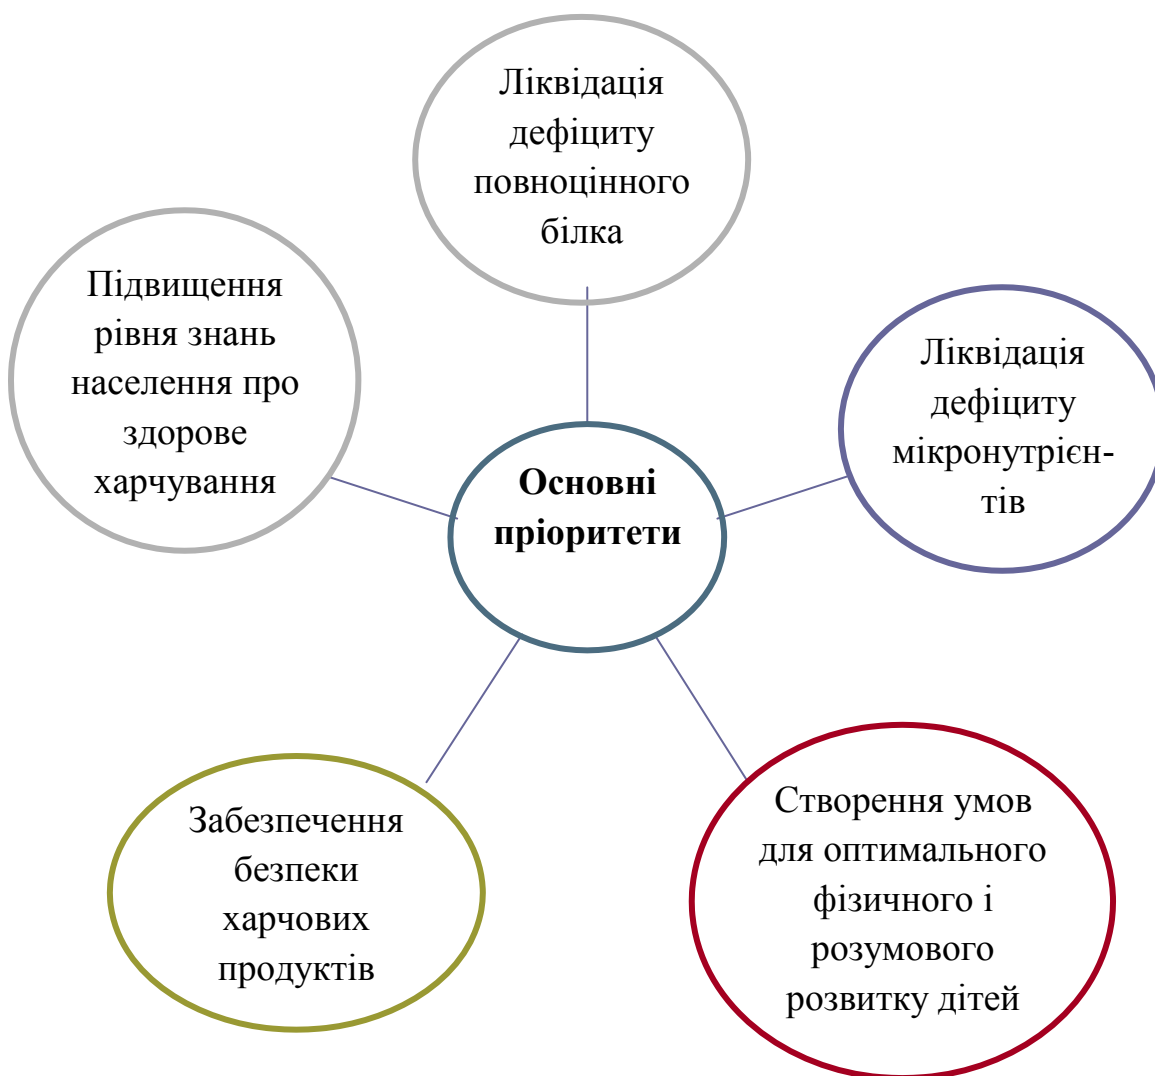 Ліквідація
дефіциту
повноцінного
білка
Підвищення
рівня знань
населення про
здорове
харчування
Ліквідація
дефіциту
мікронутрієн-
тів
Основні
пріоритети
Забезпечення
безпеки
харчових
продуктів
Створення умов
для оптимального
фізичного і
розумового
розвитку дітей